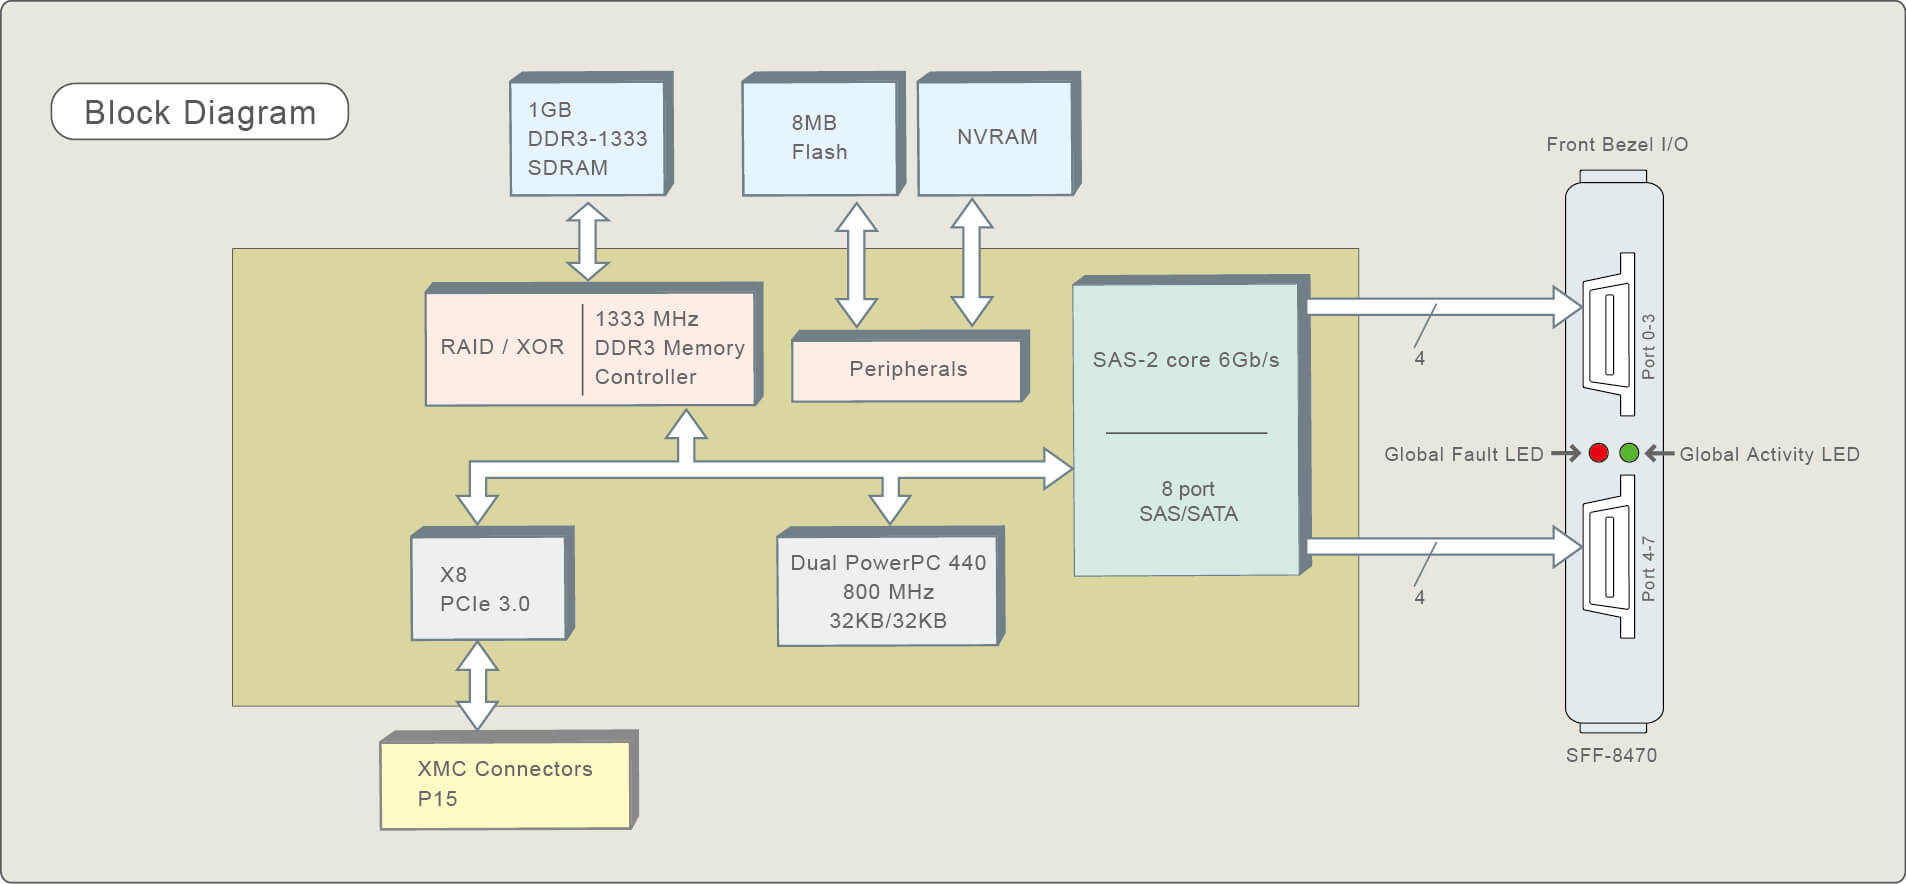 Block Diagram
1GB
DDR3-1333
SDRAM
8MB
Flash
NVRAM
Front Bezel I/O
RAID / XOR
1333 MHz
DDR3 Memory
Controller
Peripherals
SAS-2 core 6Gb/s
8 port
SAS/SATA
4
Port 0-3
Global Fault LED
Global Activity LED
4
Port 4-7
X8
PCIe 3.0
Dual PowerPC 440
800 MHz
32KB/32KB
SFF-8470
XMC Connectors
P15